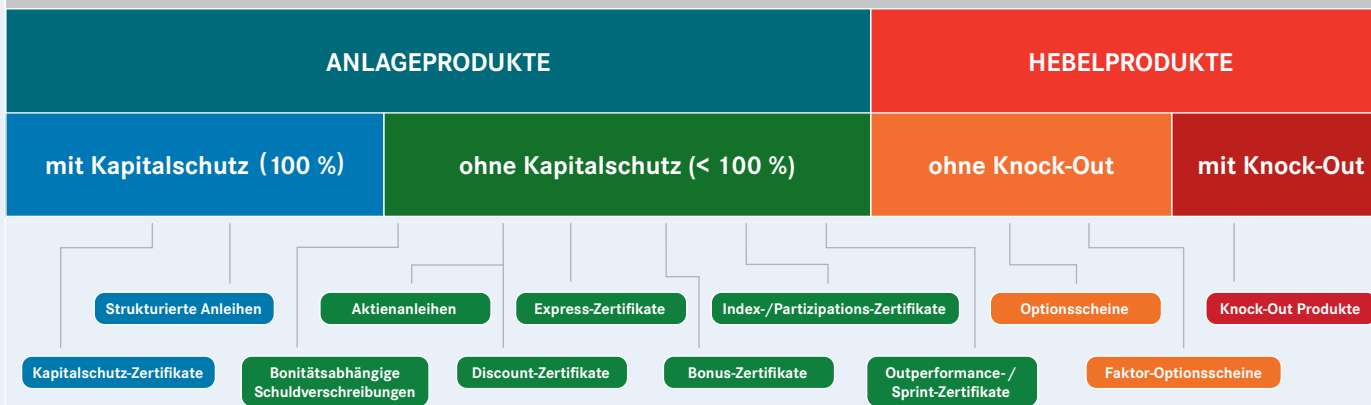 ANLAGEPRODUKTE
HEBELPRODUKTE
mit Kapitalschutz (100 %)
ohne Kapitalschutz (< 100 %)
ohne Knock-Out
mit Knock-Out
Strukturierte Anleihen
Aktienanleihen
Express-Zertifikate
Index-/Partizipations-Zertifikate
Optionsscheine
Knock-Out Produkte
Kapitalschutz-Zertifikate
Bonitätsabhängige
Schuldverschreibungen
Discount-Zertifikate
Bonus-Zertifikate
Outperformance-/
Sprint-Zertifikate
Faktor-Optionsscheine